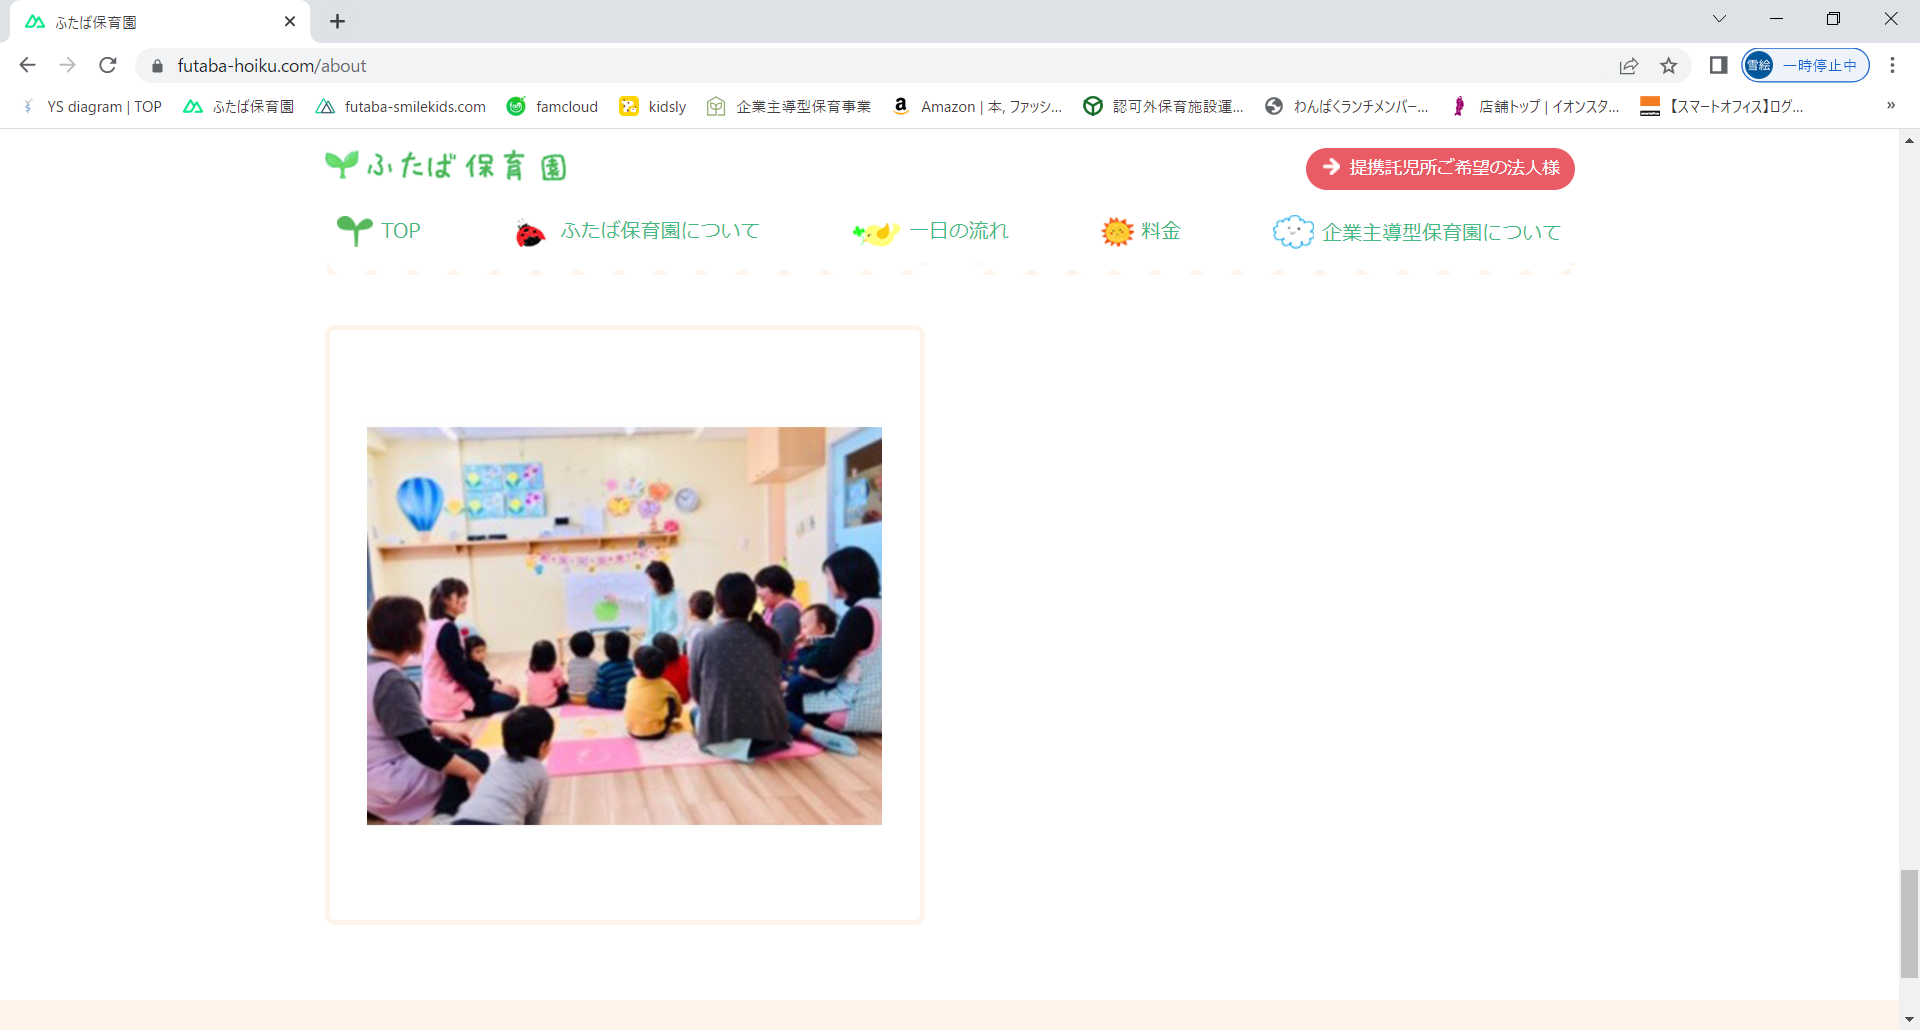 ふたば保育園
futaba-hoiku.com/about
雪絵 一時停止中
YS diagram | TOP
ふたば保育園
futaba-smilekids.com
famcloud
kidsly
企業主導型保育事業
Amazon | 本, ファッシ...
認可外保育施設運...
わんぱくランチメンバー...
店舗トップ | イオンスタ...
【スマートオフィス】ログ...
»
ふたば保育園
提携託児所ご希望の法人様
TOP
ふたば保育園について
一日の流れ
料金
企業主導型保育園について